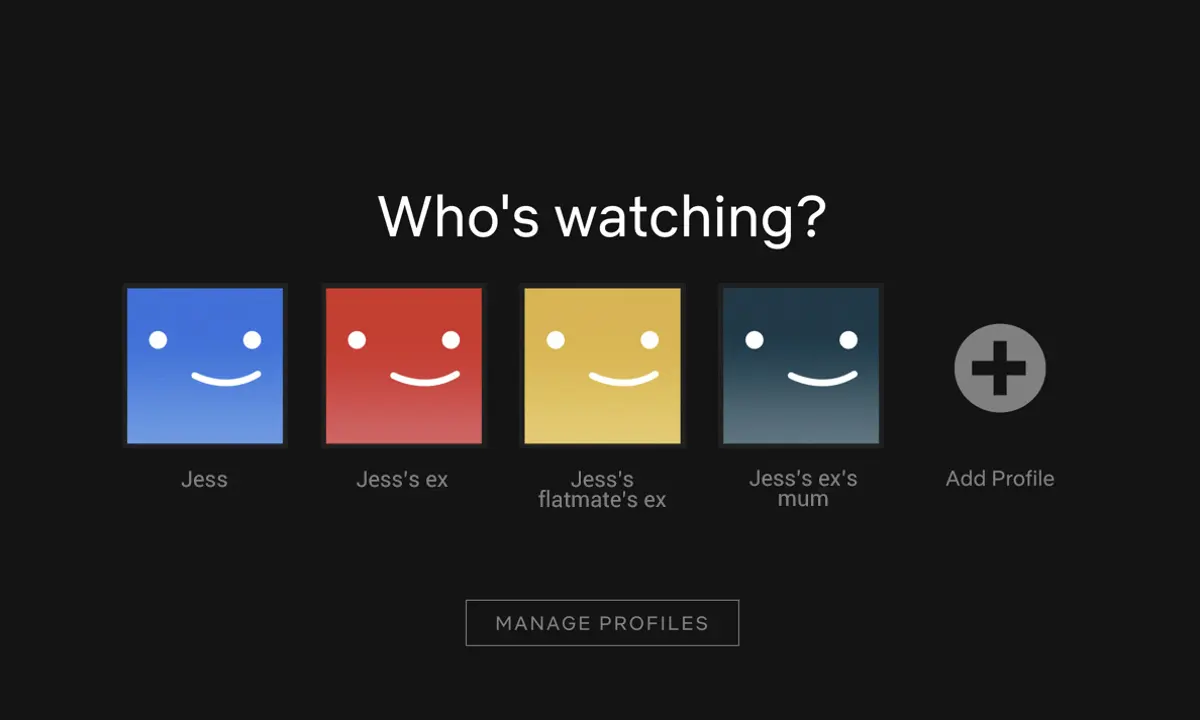 Who's watching?
Jess
Jess's ex
Jess's
flatmate's ex
Jess's ex's
mum
Add Profile
MANAGE PROFILES